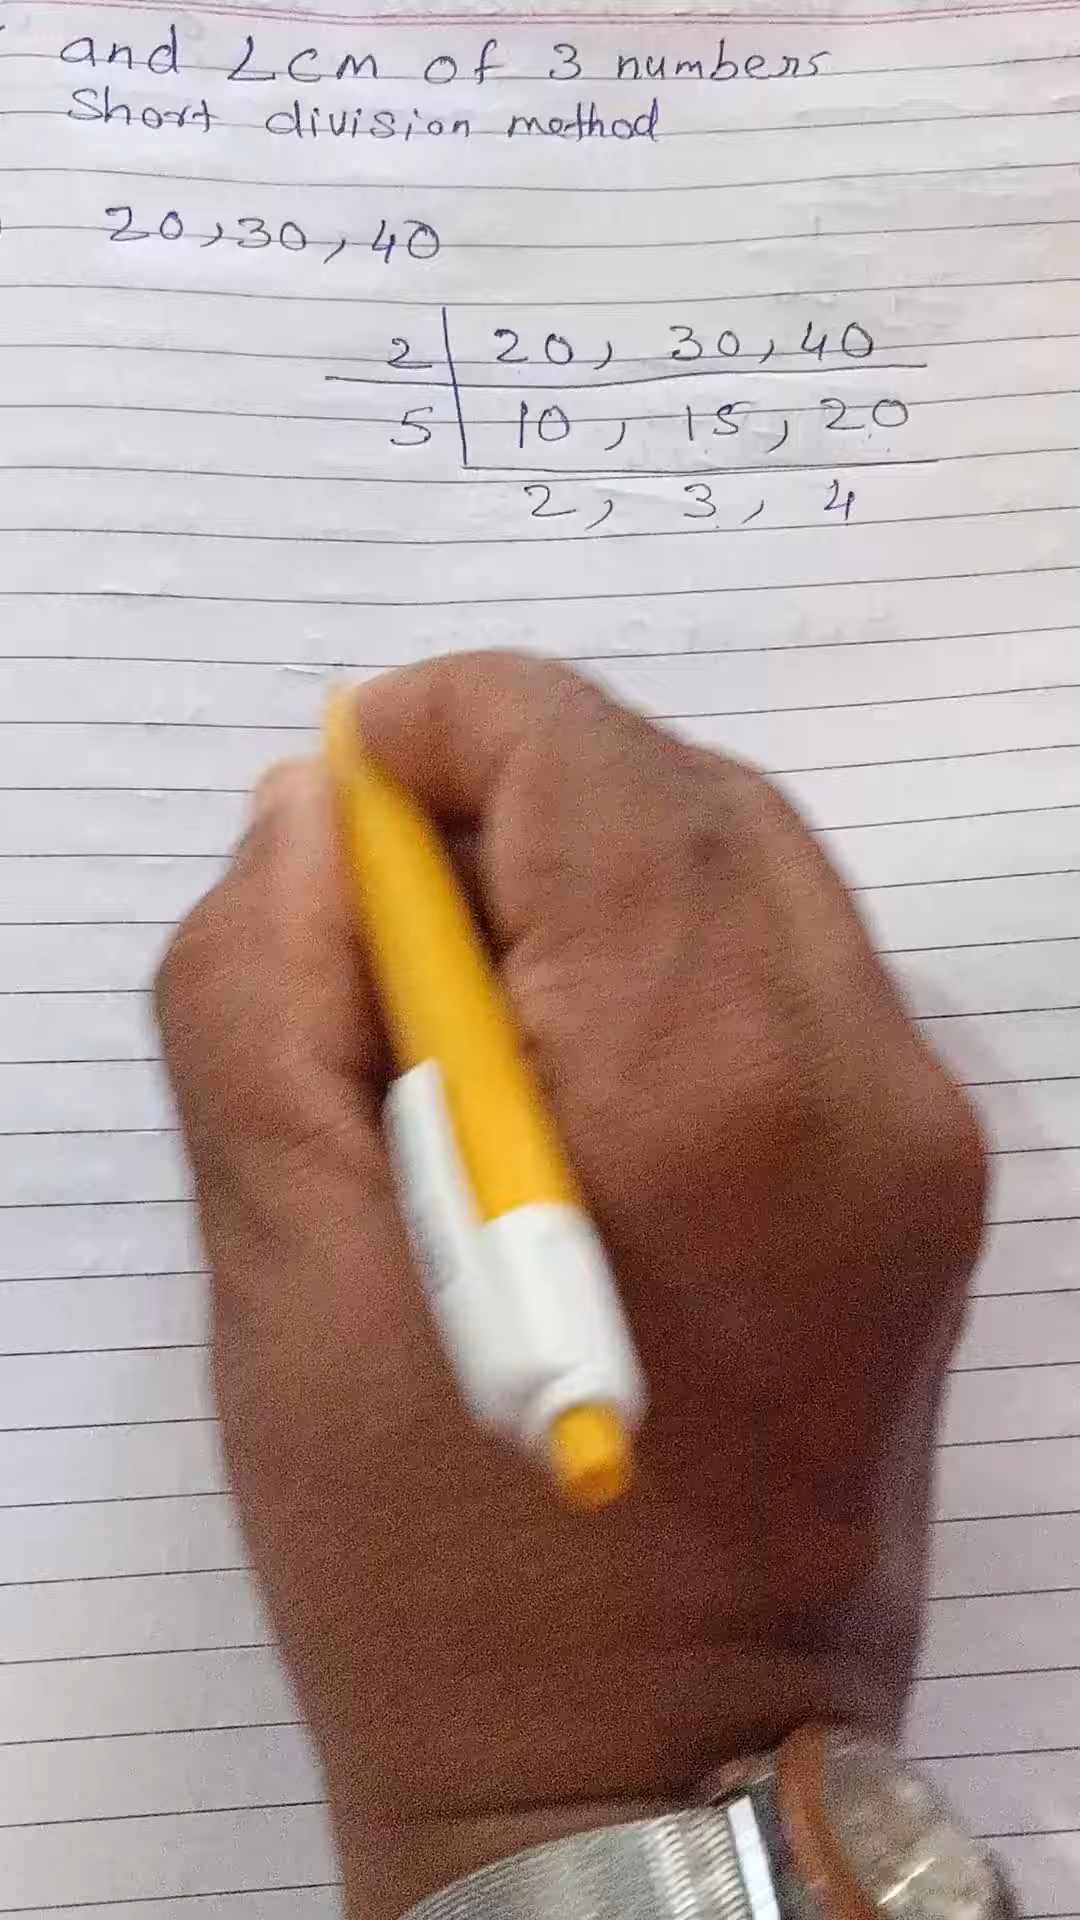 and LCM of 3 numbers
Short division method
20, 30, 40
2 | 20, 30, 40
5 | 10, 15, 20
2, 3, 4